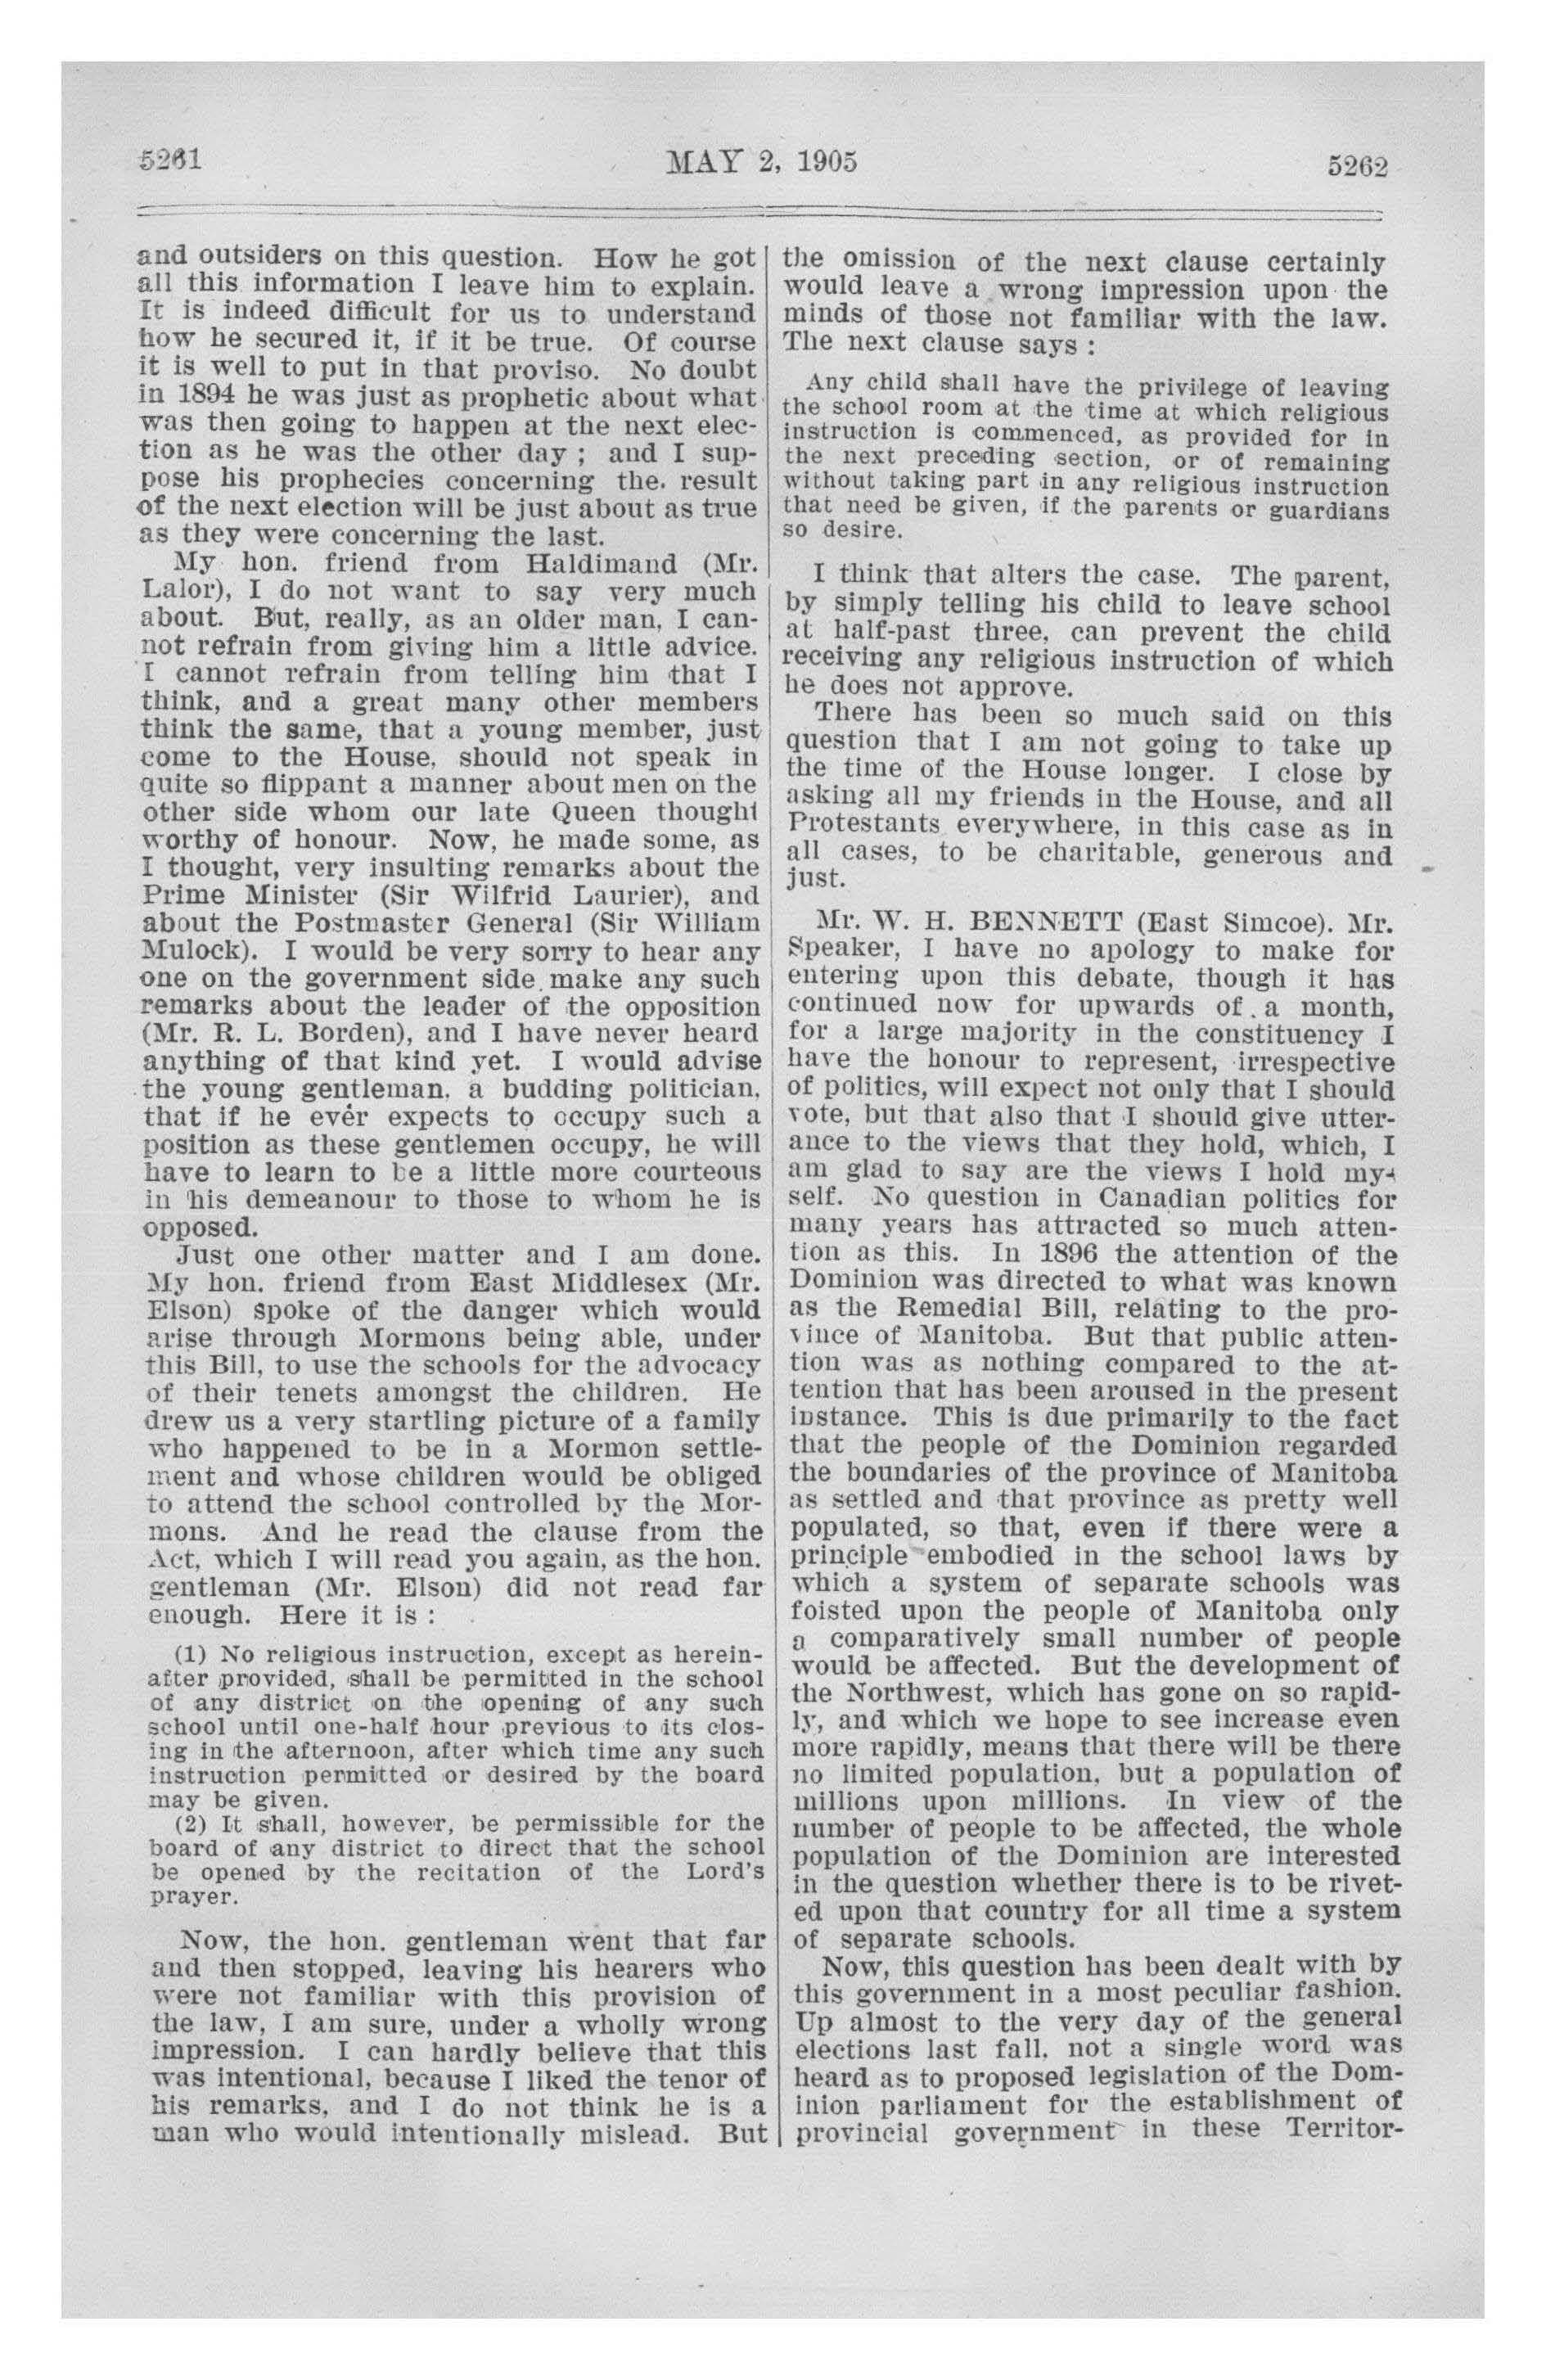 5261
MAY 2, 1905
5262
and outsiders on this question. How he got
all this information I leave him to explain.
It is indeed difficult for us to understand
how he secured it, if it be true. Of course
it is well to put in that proviso. No doubt
in 1894 he was just as prophetic about what
was then going to happen at the next elec-
tion as he was the other day ; and I sup-
pose his prophecies concerning the. result
of the next election will be just about as true
as they were concerning the last.
My hon. friend from Haldimand (Mr.
Lalor), I do not want to say very much
about. But, really, as an older man, I can-
not refrain from giving him a little advice.
I cannot refrain from telling him that I
think, and a great many other members
think the same, that a young member, just
come to the House, should not speak in
quite so flippant a manner about men on the
other side whom our late Queen thought
worthy of honour. Now, he made some, as
I thought, very insulting remarks about the
Prime Minister (Sir Wilfrid Laurier), and
about the Postmaster General (Sir William
Mulock). I would be very sorry to hear any
one on the government side make any such
remarks about the leader of the opposition
(Mr. R. L. Borden), and I have never heard
anything of that kind yet. I would advise
the young gentleman, a budding politician,
that if he ever expects to occupy such a
position as these gentlemen occupy, he will
have to learn to be a little more courteous
in his demeanour to those to whom he is
opposed.
Just one other matter and I am done.
My hon. friend from East Middlesex (Mr.
Elson) spoke of the danger which would
arise through Mormons being able, under
this Bill, to use the schools for the advocacy
of their tenets amongst the children. He
drew us a very startling picture of a family
who happened to be in a Mormon settle-
ment and whose children would be obliged
to attend the school controlled by the Mor-
mons. And he read the clause from the
Act, which I will read you again, as the hon.
gentleman (Mr. Elson) did not read far
enough. Here it is :
(1) No religious instruction, except as herein-
after provided, shall be permitted in the school
of any district on the opening of any such
school until one-half hour previous to its clos-
ing in the afternoon, after which time any such
instruction permitted or desired by the board
may be given.
(2) It shall, however, be permissible for the
board of any district to direct that the school
be opened by the recitation of the Lord's
prayer.
Now, the hon. gentleman went that far
and then stopped, leaving his hearers who
were not familiar with this provision of
the law, I am sure, under a wholly wrong
impression. I can hardly believe that this
was intentional, because I liked the tenor of
his remarks, and I do not think he is a
man who would intentionally mislead. But
the omission of the next clause certainly
would leave a wrong impression upon the
minds of those not familiar with the law.
The next clause says :
Any child shall have the privilege of leaving
the school room at the time at which religious
instruction is commenced, as provided for in
the next preceding section, or of remaining
without taking part in any religious instruction
that need be given, if the parents or guardians
so desire.
I think that alters the case. The parent,
by simply telling his child to leave school
at half-past three, can prevent the child
receiving any religious instruction of which
he does not approve.
There has been so much said on this
question that I am not going to take up
the time of the House longer. I close by
asking all my friends in the House, and all
Protestants everywhere, in this case as in
all cases, to be charitable, generous and
just.
Mr. W. H. BENNETT (East Simcoe). Mr.
Speaker, I have no apology to make for
entering upon this debate, though it has
continued now for upwards of a month,
for a large majority in the constituency I
have the honour to represent, irrespective
of politics, will expect not only that I should
vote, but that also that I should give utter-
ance to the views that they hold, which, I
am glad to say are the views I hold my-
self. No question in Canadian politics for
many years has attracted so much atten-
tion as this. In 1896 the attention of the
Dominion was directed to what was known
as the Remedial Bill, relating to the pro-
vince of Manitoba. But that public atten-
tion was as nothing compared to the at-
tention that has been aroused in the present
instance. This is due primarily to the fact
that the people of the Dominion regarded
the boundaries of the province of Manitoba
as settled and that province as pretty well
populated, so that, even if there were a
principle embodied in the school laws by
which a system of separate schools was
foisted upon the people of Manitoba only
a comparatively small number of people
would be affected. But the development of
the Northwest, which has gone on so rapid-
ly, and which we hope to see increase even
more rapidly, means that there will be there
no limited population, but a population of
millions upon millions. In view of the
number of people to be affected, the whole
population of the Dominion are interested
in the question whether there is to be rivet-
ed upon that country for all time a system
of separate schools.
Now, this question has been dealt with by
this government in a most peculiar fashion.
Up almost to the very day of the general
elections last fall, not a single word was
heard as to proposed legislation of the Dom-
inion parliament for the establishment of
provincial government in these Territor-